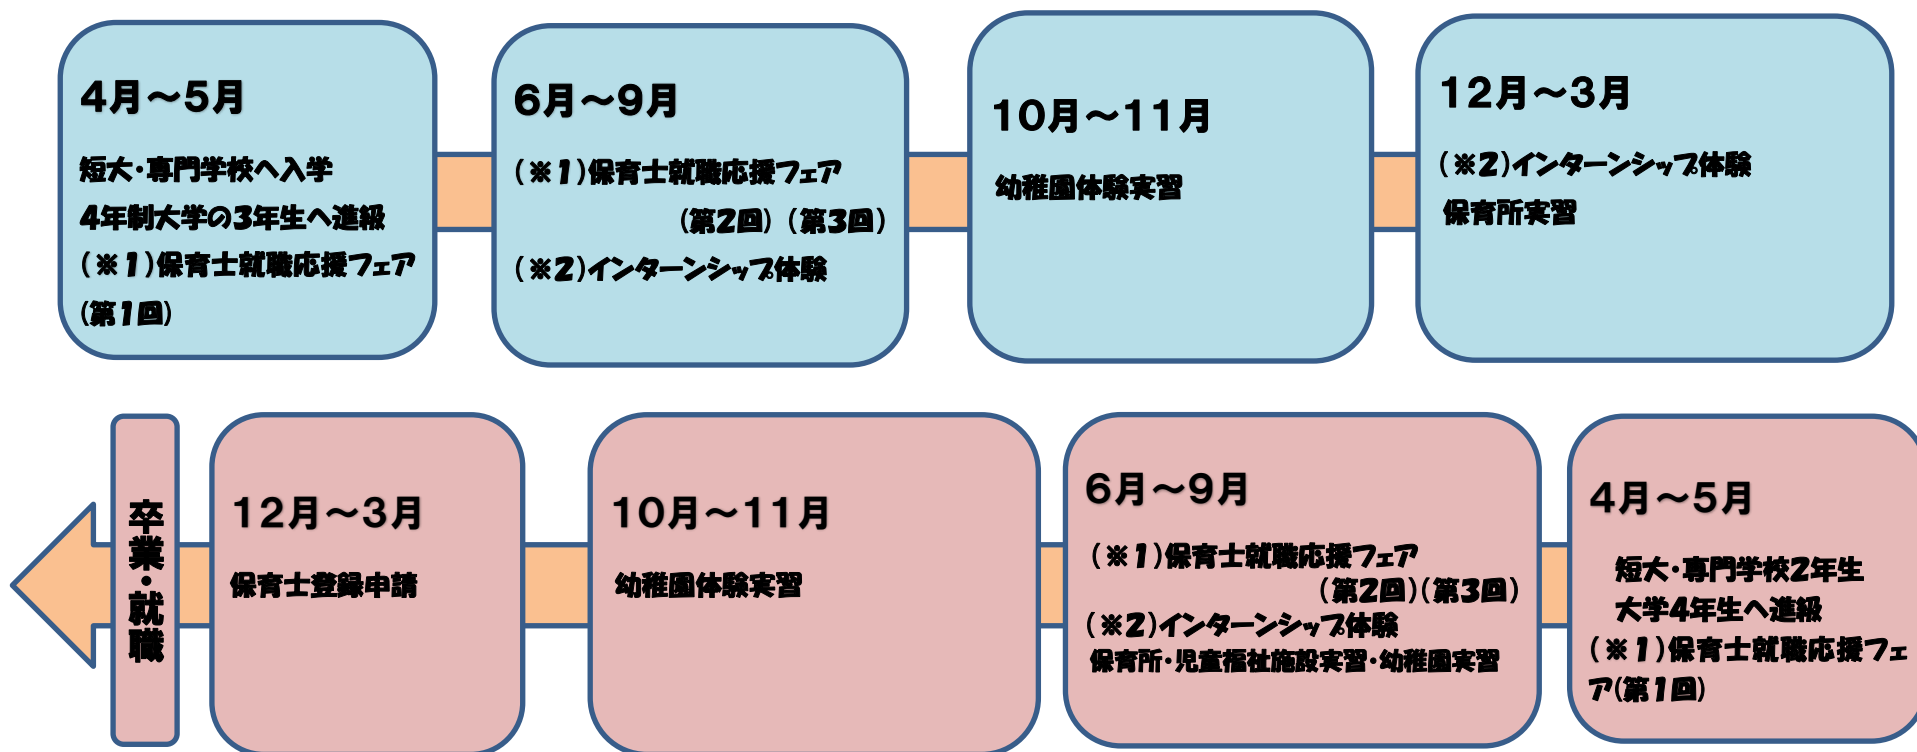 4月～5月
短大・専門学校へ入学
4年制大学の3年生へ進級
(※1)保育士就職応援フェア
(第1回)
6月～9月
(※1)保育士就職応援フェア
(第2回)(第3回)
(※2)インターンシップ体験
10月～11月
幼稚園体験実習
12月～3月
(※2)インターンシップ体験
保育所実習
4月～5月
短大・専門学校2年生
大学4年生へ進級
(※1)保育士就職応援フェ
ア(第1回)
6月～9月
(※1)保育士就職応援フェア
(第2回)(第3回)
(※2)インターンシップ体験
保育所・児童福祉施設実習・幼稚園実習
10月～11月
幼稚園体験実習
12月～3月
保育士登録申請
卒業・就職